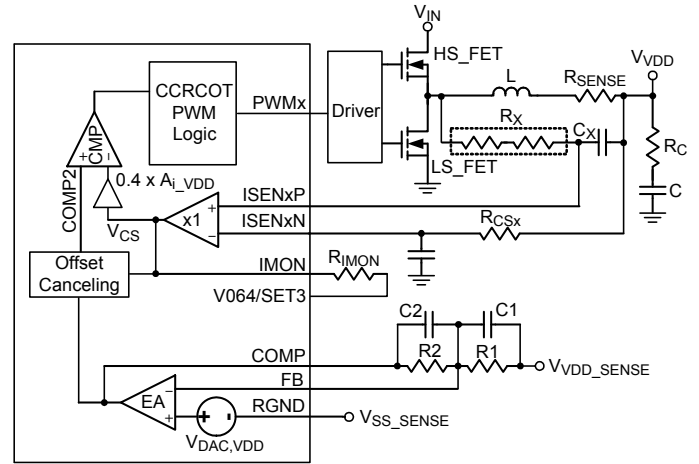 V_IN
HS_FET
V_VDD
CCRCOT
PWM
Logic
PWMx
Driver
L
R_SENSE
R_X
C_X
R_C
C
LS_FET
CMP
+
−
COMP2
0.4 x A_i_VDD
V_CS
x1
+
−
ISENxP
ISENxN
R_CSx
Offset
Canceling
IMON
R_IMON
V064/SET3
C2
C1
COMP
R2
R1
V_VDD_SENSE
FB
EA
−
+
+
-
RGND
V_SS_SENSE
V_DAC,VDD